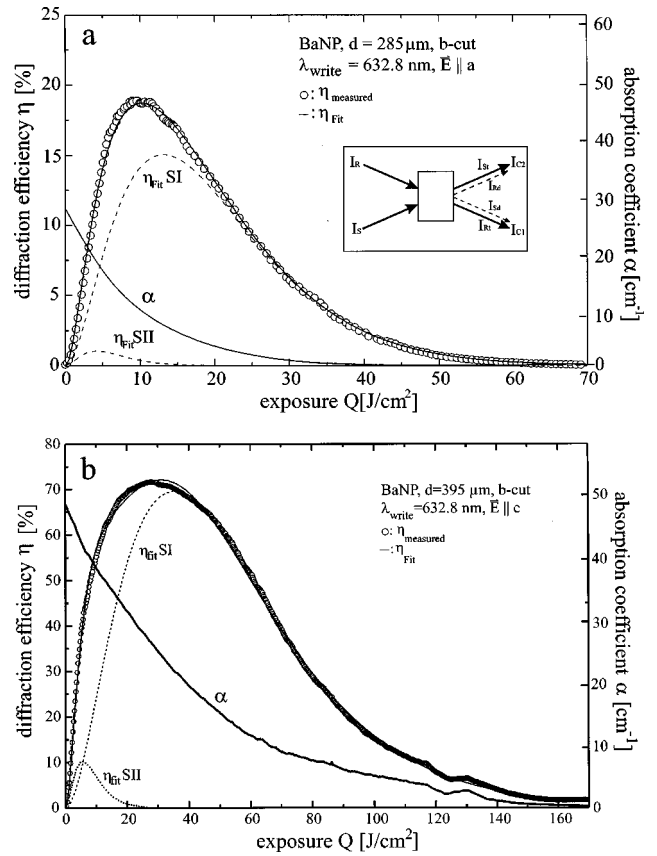 a
BaNP, d = 285μm, b-cut
λwrite = 632.8 nm, E⃗ || a
○: ηmeasured
—: ηFit
ηFit SI
α
ηFit SII
IR
IS
ISt
IRd
ISd
IRt
IC2
IC1
diffraction efficiency η [%]
25
20
15
10
5
0
absorption coefficient α [cm-1]
60
50
40
30
20
10
0
0 10 20 30 40 50 60 70
exposure Q[J/cm2]
b
BaNP, d=395 μm, b-cut
λwrite=632.8 nm, E⃗ || c
○: ηmeasured
—: ηFit
ηfit SI
α
ηfit SII
diffraction efficiency η [%]
80
70
60
50
40
30
20
10
0
absorption coefficient α [cm-1]
60
50
40
30
20
10
0
0 20 40 60 80 100 120 140 160
exposure Q [J/cm2]